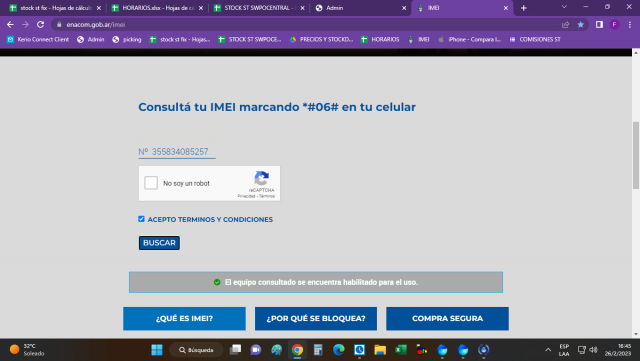 stock st fix - Hojas de cálculo
HORARIOS.xlsx - Hojas de cá
STOCK ST SWPOCENTRAL -
Admin
IMEI
enacom.gob.ar/imei
F
Kerio Connect Client
Admin
picking
stock st fix - Hojas...
STOCK ST SWPOCE...
PRECIOS Y STOCKD...
HORARIOS
IMEI
iPhone - Compara l...
COMISIONES ST
Consultá tu IMEI marcando *#06# en tu celular
Nº 355834085257
No soy un robot
reCAPTCHA
Privacidad - Términos
ACEPTO TERMINOS Y CONDICIONES
BUSCAR
El equipo consultado se encuentra habilitado para el uso.
¿QUÉ ES IMEI?
¿POR QUÉ SE BLOQUEA?
COMPRA SEGURA
32°C
Soleado
Búsqueda
ESP
LAA
16:45
26/2/2023